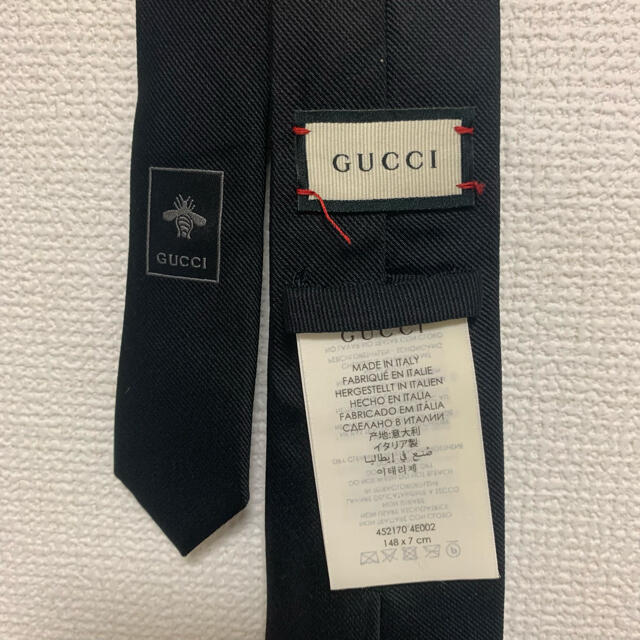 GUCCI
GUCCI
GUCCI
MADE IN ITALY
FABRIQUÉ EN ITALIE
HERGESTELLT IN ITALIEN
HECHO EN ITALIA
FABRICADO EM ITÁLIA
СДЕЛАНО В ИТАЛИИ
产地:意大利
イタリア製
صُنع في إيطاليا
이태리제
452170 4E002
148 x 7 cm